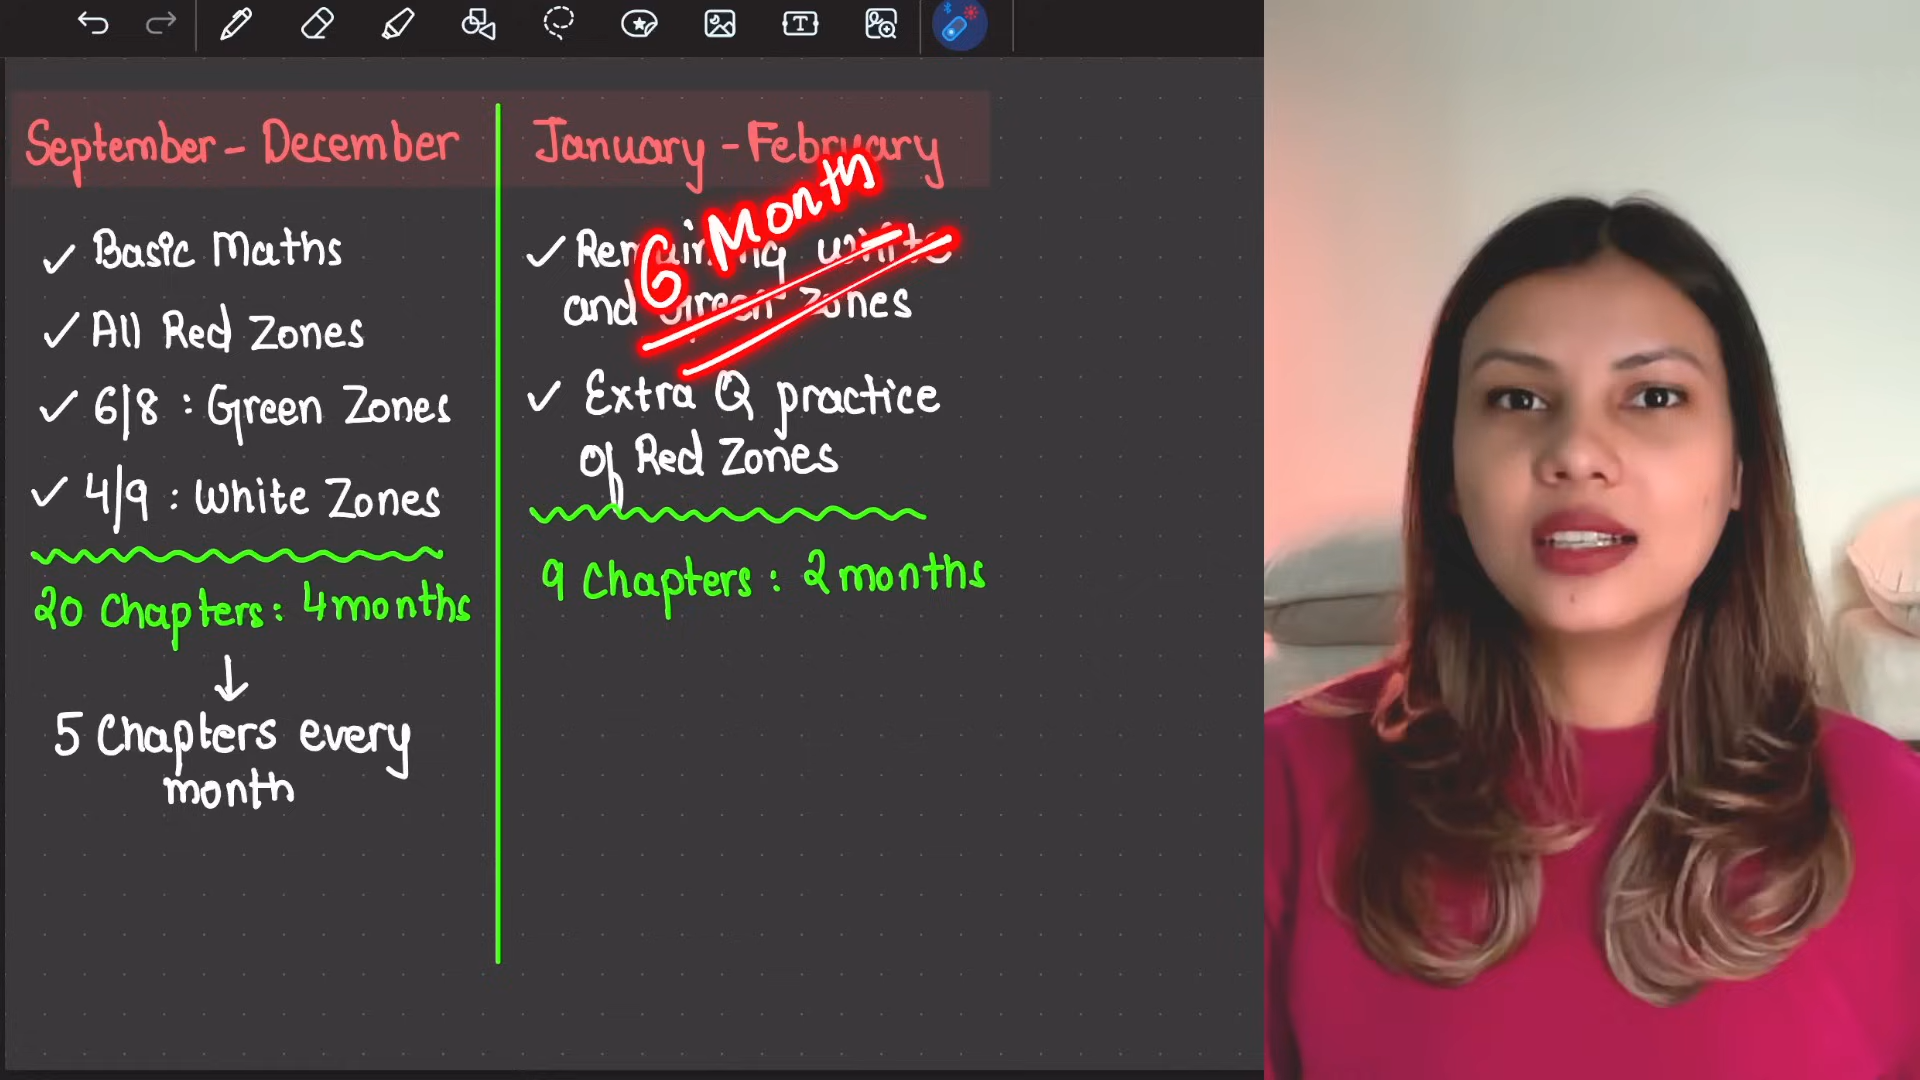 September - December
✓ Basic Maths
✓ All Red Zones
✓ 6/8 : Green Zones
✓ 4/9 : White Zones
20 Chapters: 4 months
↓
5 Chapters every
month
January - February
6 Month
✓ Remaining White
and Green Zones
✓ Extra Q practice
of Red Zones
9 Chapters : 2 months